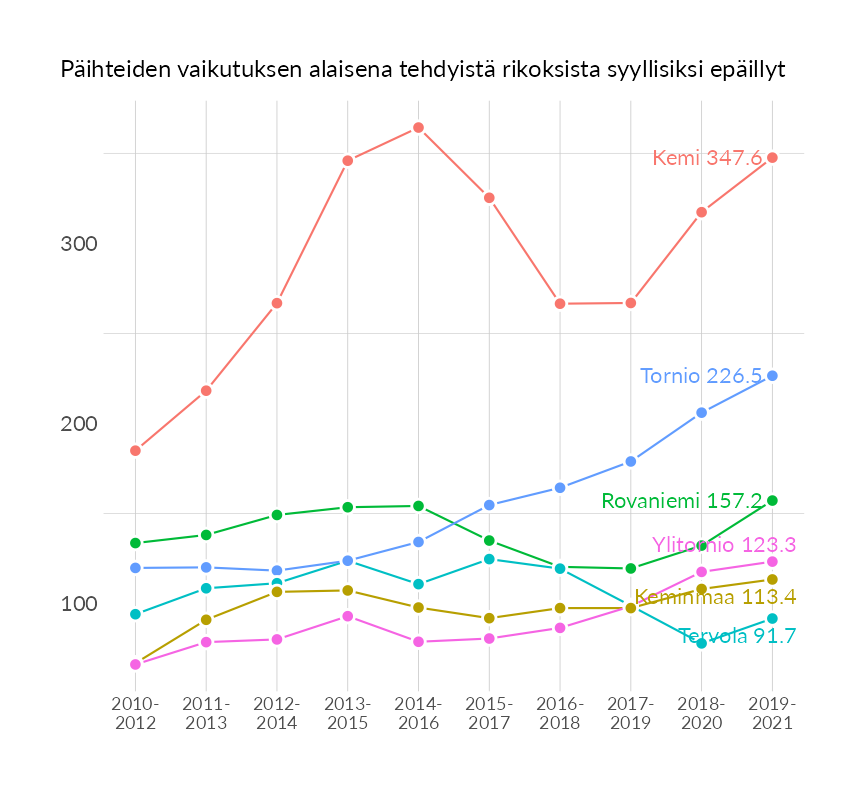 Päihteiden vaikutuksen alaisena tehdyistä rikoksista syyllisiksi epäillyt
Kemi 347.6
300
Tornio 226.5
200
Rovaniemi 157.2
Ylitornio 123.3
Keminmaa 113.4
100
Tervola 91.7
2010- 2011- 2012- 2013- 2014- 2015- 2016- 2017- 2018- 2019-
2012 2013 2014 2015 2016 2017 2018 2019 2020 2021